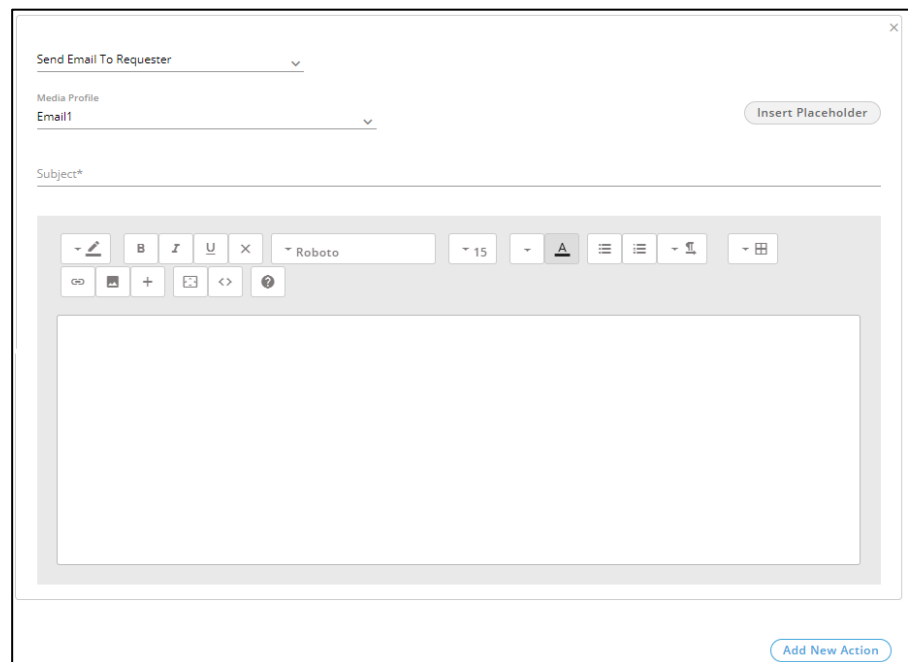 Send Email To Requester
Media Profile
Email1
Insert Placeholder
Subject*
B I U Roboto 15 A
Add New Action